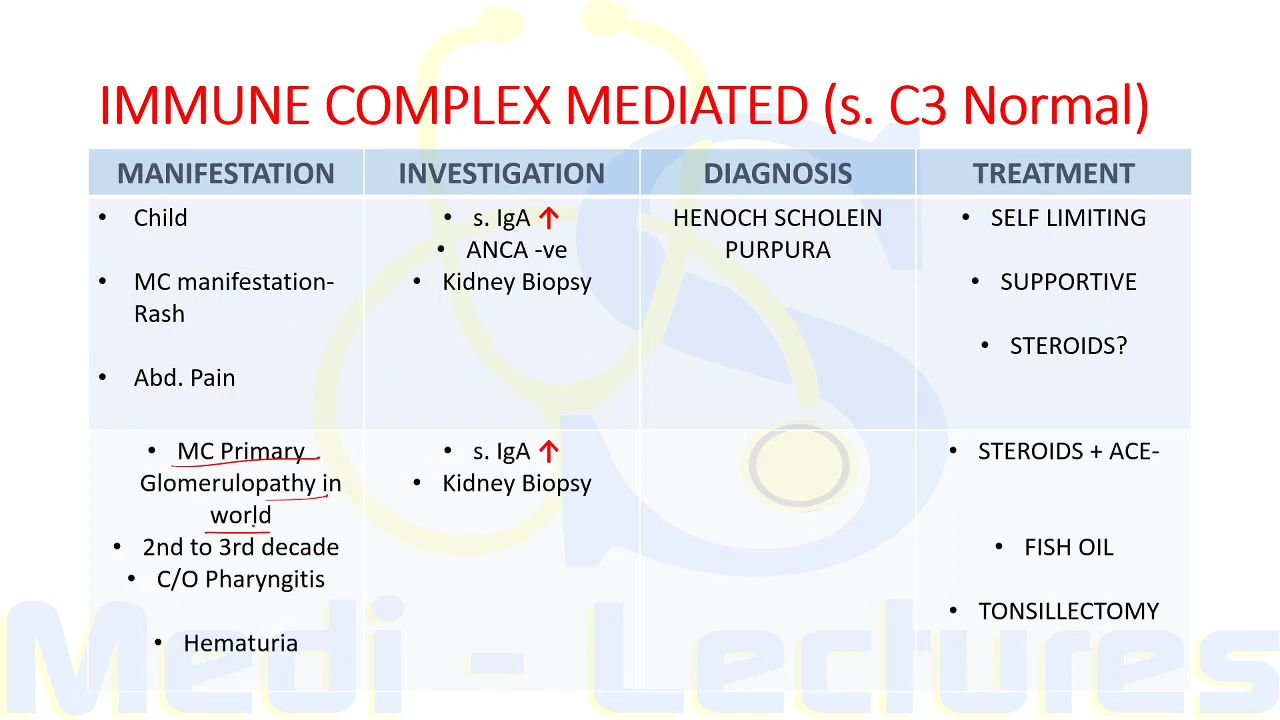 IMMUNE COMPLEX MEDIATED (s. C3 Normal)
MANIFESTATION
INVESTIGATION
DIAGNOSIS
TREATMENT
• Child
• MC manifestation-
Rash
• Abd. Pain
• s. IgA ↑
• ANCA -ve
• Kidney Biopsy
HENOCH SCHOLEIN
PURPURA
• SELF LIMITING
• SUPPORTIVE
• STEROIDS?
• MC Primary
Glomerulopathy in
world
• 2nd to 3rd decade
• C/O Pharyngitis
• Hematuria
• s. IgA ↑
• Kidney Biopsy
• STEROIDS + ACE-
• FISH OIL
• TONSILLECTOMY
Medi - Lectures